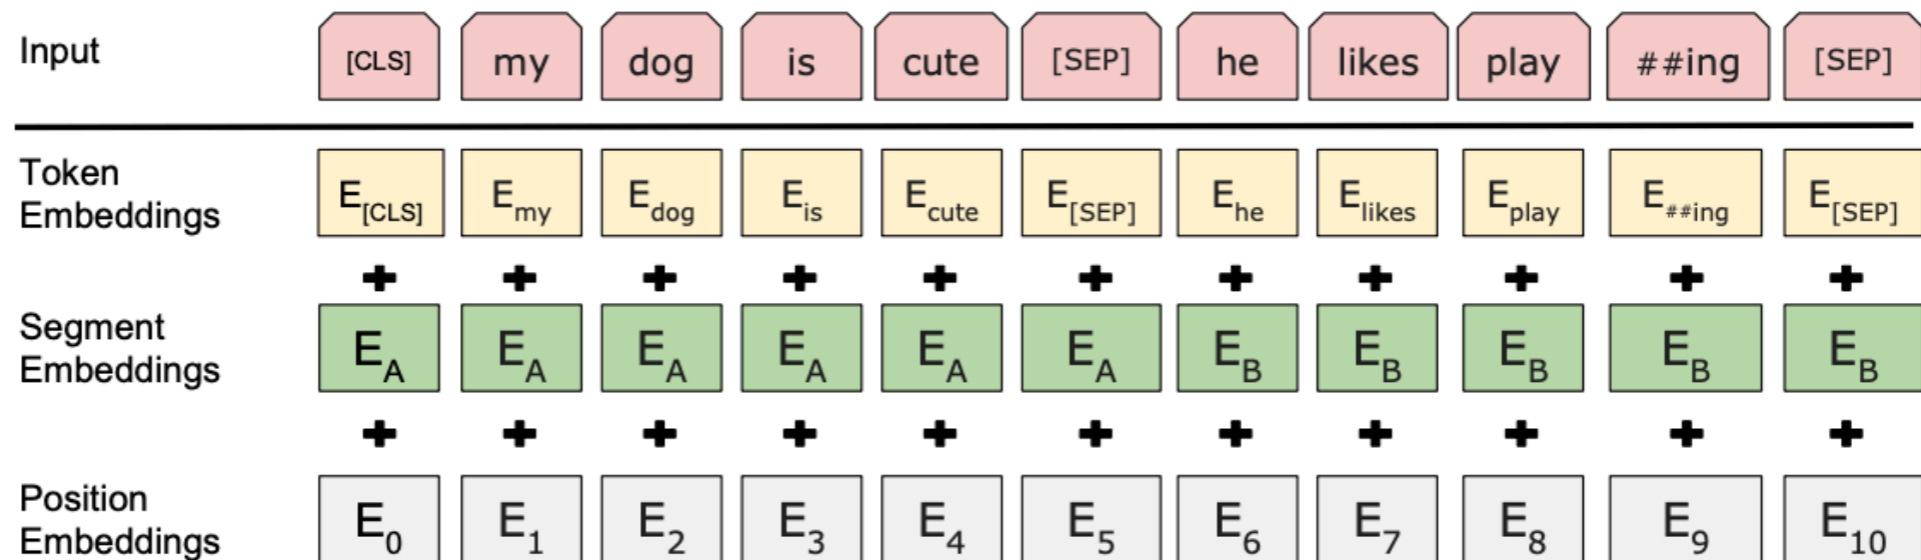 Input [CLS] my dog is cute [SEP] he likes play ##ing [SEP]
Token Embeddings E[CLS] Emy Edog Eis Ecute E[SEP] Ehe Elikes Eplay E##ing E[SEP]
+ + + + + + + + + + +
Segment Embeddings EA EA EA EA EA EA EB EB EB EB EB
+ + + + + + + + + + +
Position Embeddings E0 E1 E2 E3 E4 E5 E6 E7 E8 E9 E10